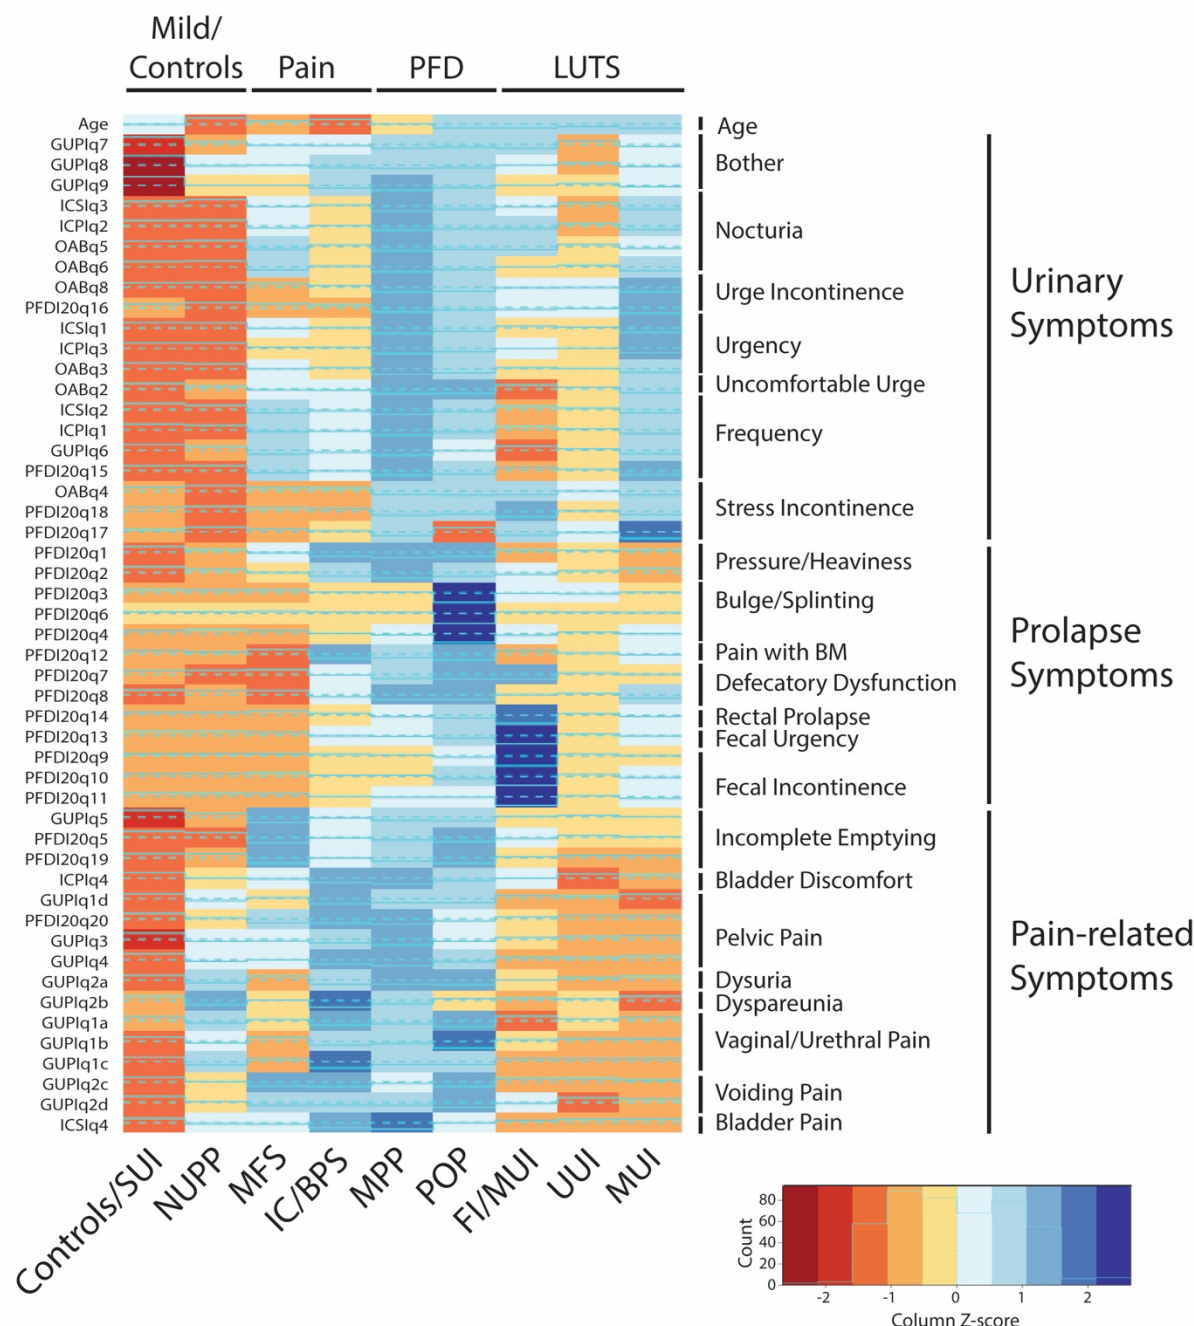 Mild/
Controls
Pain
PFD
LUTS
Age
GUPIq7
GUPIq8
GUPIq9
ICSIq3
ICPIq2
OABq5
OABq6
OABq8
PFDI20q16
ICSIq1
ICPIq3
OABq3
OABq2
ICSIq2
ICPIq1
GUPIq6
PFDI20q15
OABq4
PFDI20q18
PFDI20q17
PFDI20q1
PFDI20q2
PFDI20q3
PFDI20q6
PFDI20q4
PFDI20q12
PFDI20q7
PFDI20q8
PFDI20q14
PFDI20q13
PFDI20q9
PFDI20q10
PFDI20q11
GUPIq5
PFDI20q5
PFDI20q19
ICPIq4
GUPIq1d
PFDI20q20
GUPIq3
GUPIq4
GUPIq2a
GUPIq2b
GUPIq1a
GUPIq1b
GUPIq1c
GUPIq2c
GUPIq2d
ICSIq4
Age
Bother
Nocturia
Urge Incontinence
Urgency
Uncomfortable Urge
Frequency
Stress Incontinence
Pressure/Heaviness
Bulge/Splinting
Pain with BM
Defecatory Dysfunction
Rectal Prolapse
Fecal Urgency
Fecal Incontinence
Incomplete Emptying
Bladder Discomfort
Pelvic Pain
Dysuria
Dyspareunia
Vaginal/Urethral Pain
Voiding Pain
Bladder Pain
Urinary
Symptoms
Prolapse
Symptoms
Pain-related
Symptoms
Controls/SUI
NUPP
MFS
IC/BPS
MPP
POP
FI/MUI
UUI
MUI
Count
80
60
40
20
0
-2
-1
0
1
2
Column Z-score